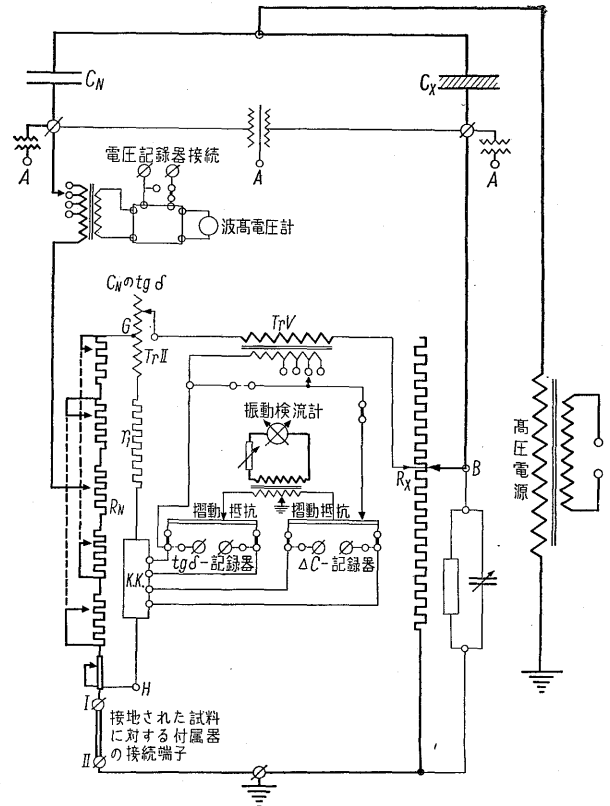 C_N
C_X
A
A
A
電圧記録器接続
波高電圧計
C_Nのtgδ
G
TrII
TrV
r_1
振動検流計
摺動抵抗
摺動抵抗
R_N
R_X
B
高圧電源
K.K.
tgδ-記録器
ΔC-記録器
H
I
接地された試料
に対する付属器
の接続端子
II